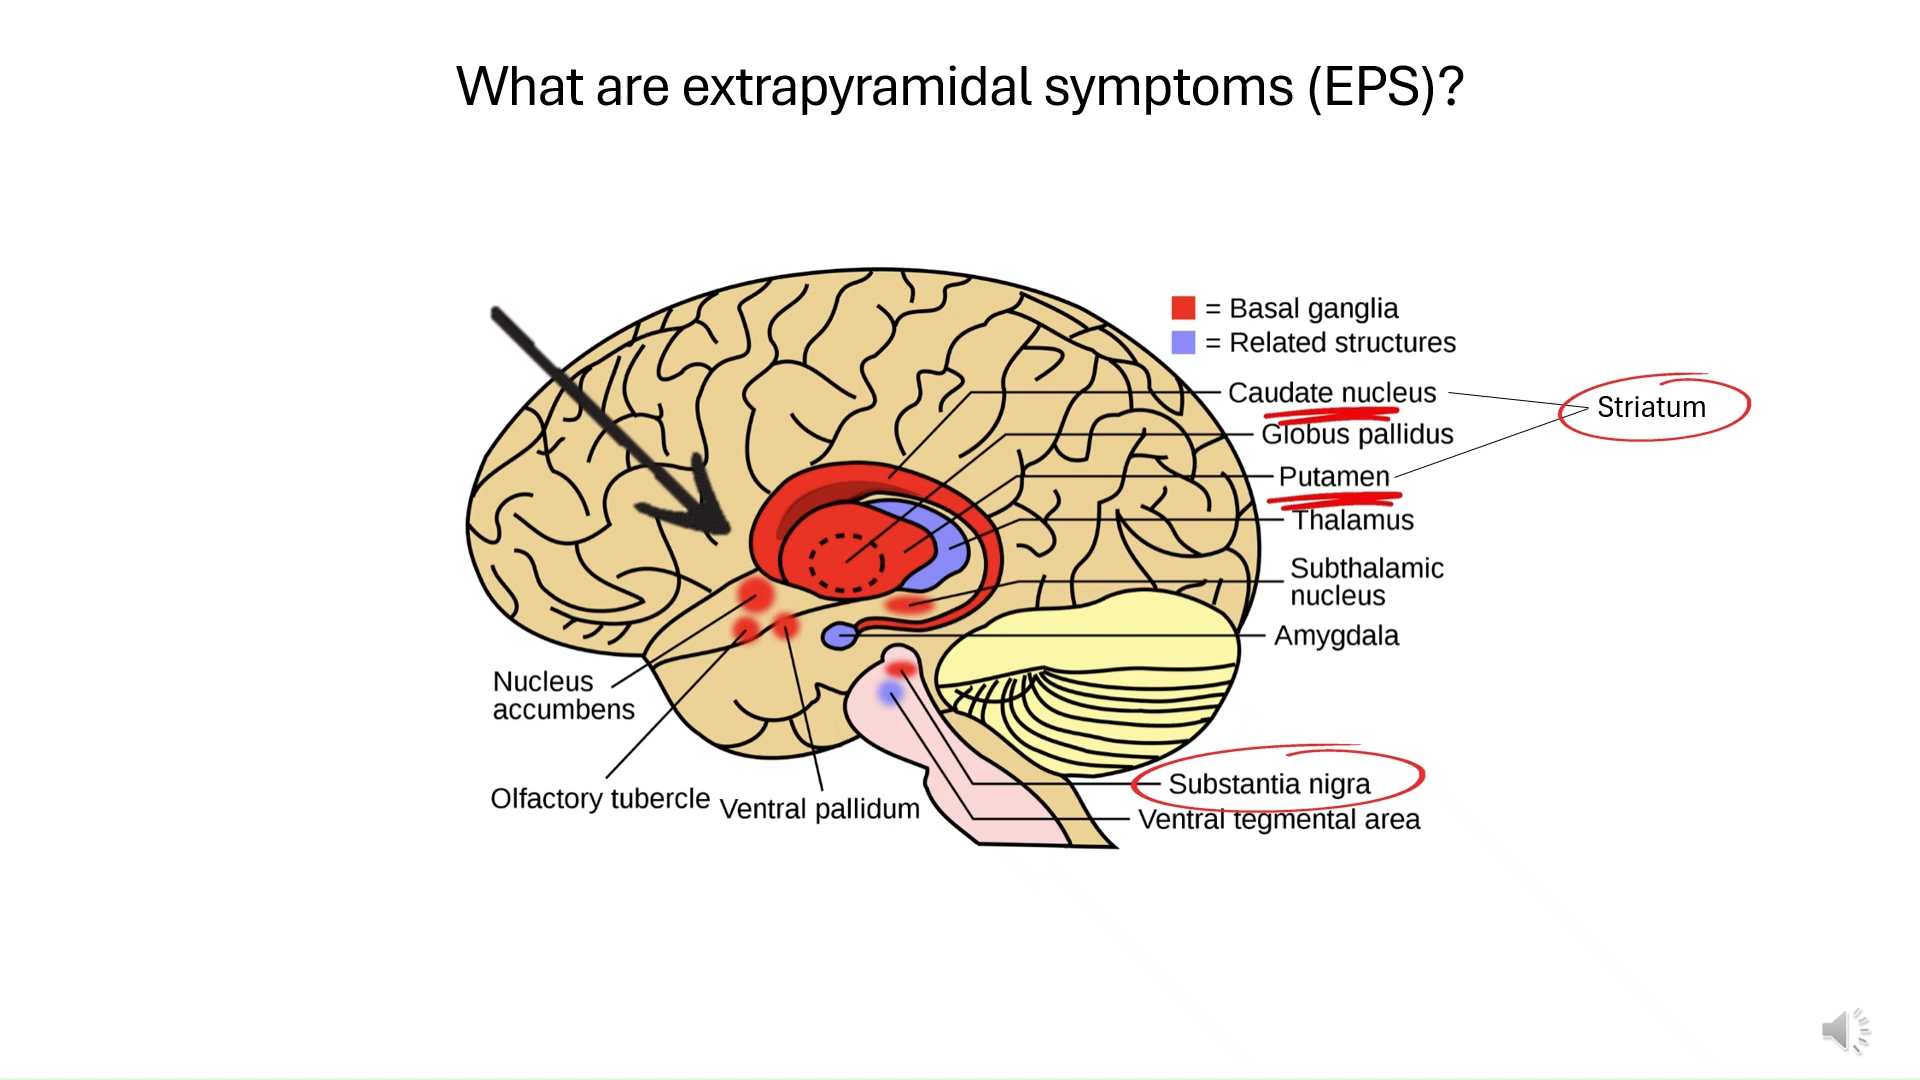 What are extrapyramidal symptoms (EPS)?
= Basal ganglia
= Related structures
Caudate nucleus
Striatum
Globus pallidus
Putamen
Thalamus
Subthalamic
nucleus
Amygdala
Nucleus
accumbens
Olfactory tubercle
Ventral pallidum
Substantia nigra
Ventral tegmental area